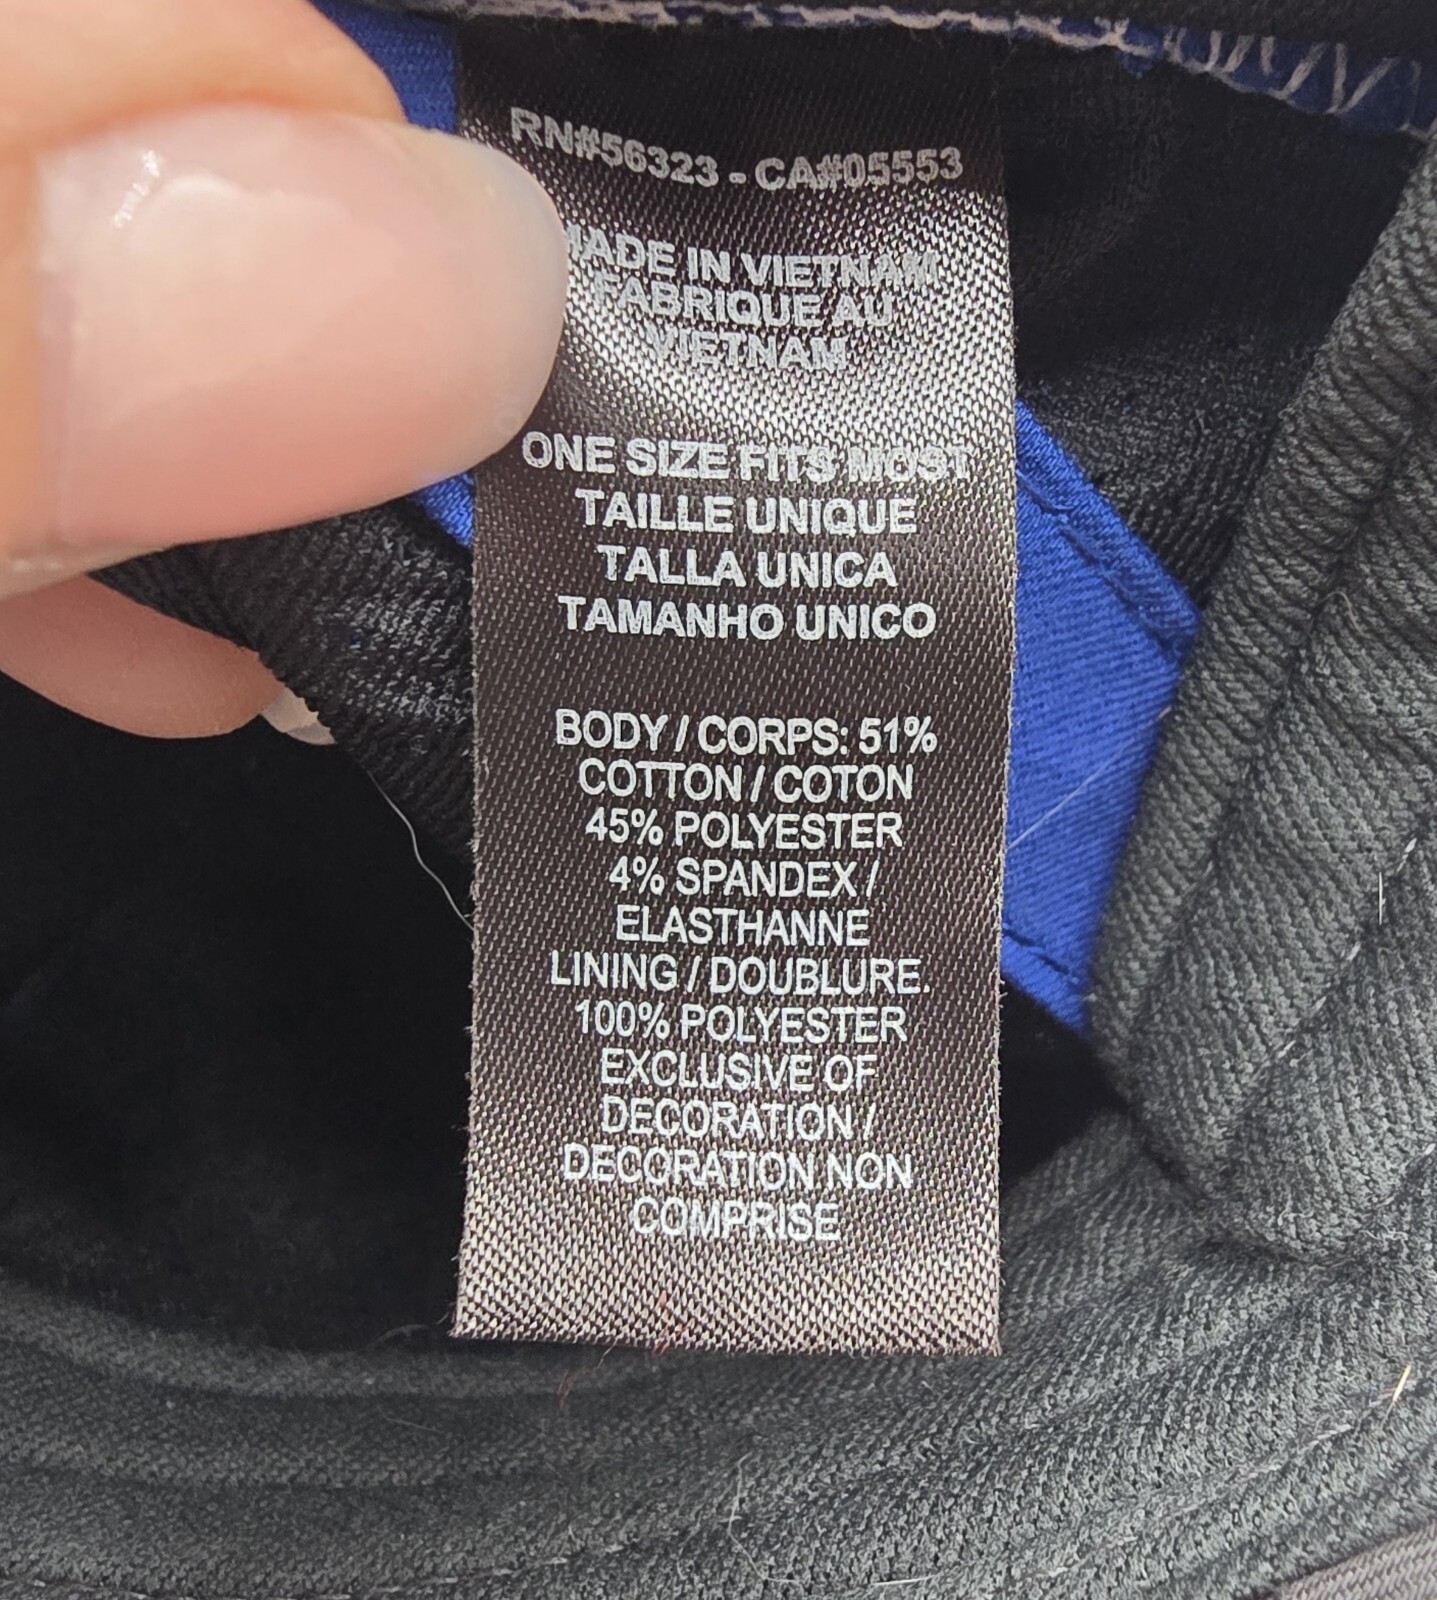 RN#56323 - CA#05553
MADE IN VIETNAM
FABRIQUE AU
VIETNAM
ONE SIZE FITS MOST
TAILLE UNIQUE
TALLA UNICA
TAMANHO UNICO
BODY / CORPS: 51%
COTTON / COTON
45% POLYESTER
4% SPANDEX /
ELASTHANNE
LINING / DOUBLURE.
100% POLYESTER
EXCLUSIVE OF
DECORATION /
DECORATION NON
COMPRISE